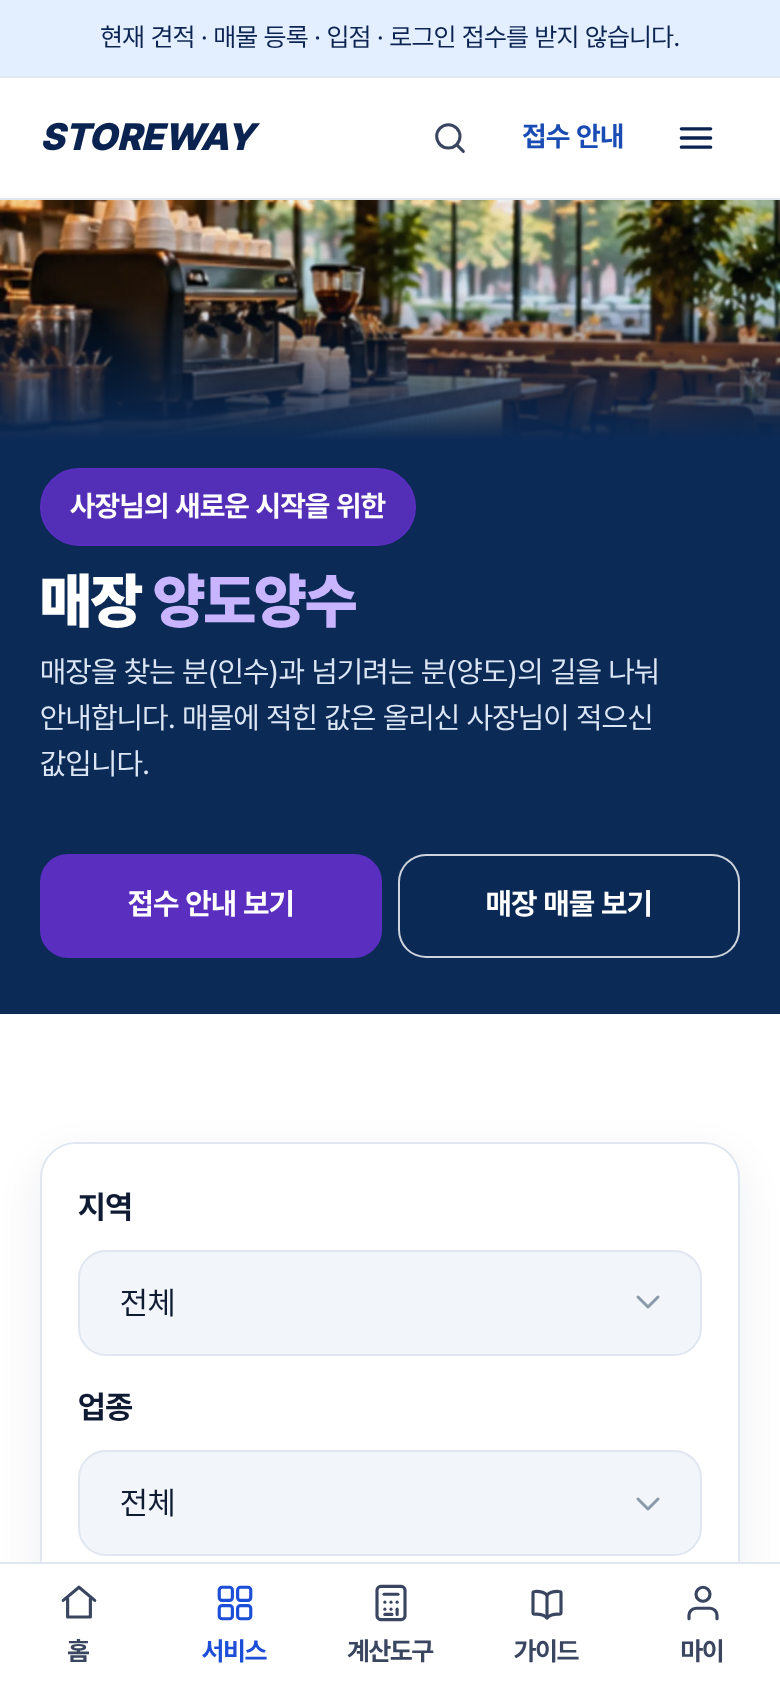 현재 견적 · 매물 등록 · 입점 · 로그인 접수를 받지 않습니다.
STOREWAY
접수 안내
사장님의 새로운 시작을 위한
매장 양도양수
매장을 찾는 분(인수)과 넘기려는 분(양도)의 길을 나눠
안내합니다. 매물에 적힌 값은 올리신 사장님이 적으신
값입니다.
접수 안내 보기
매장 매물 보기
지역
전체
업종
전체
홈
서비스
계산도구
가이드
마이